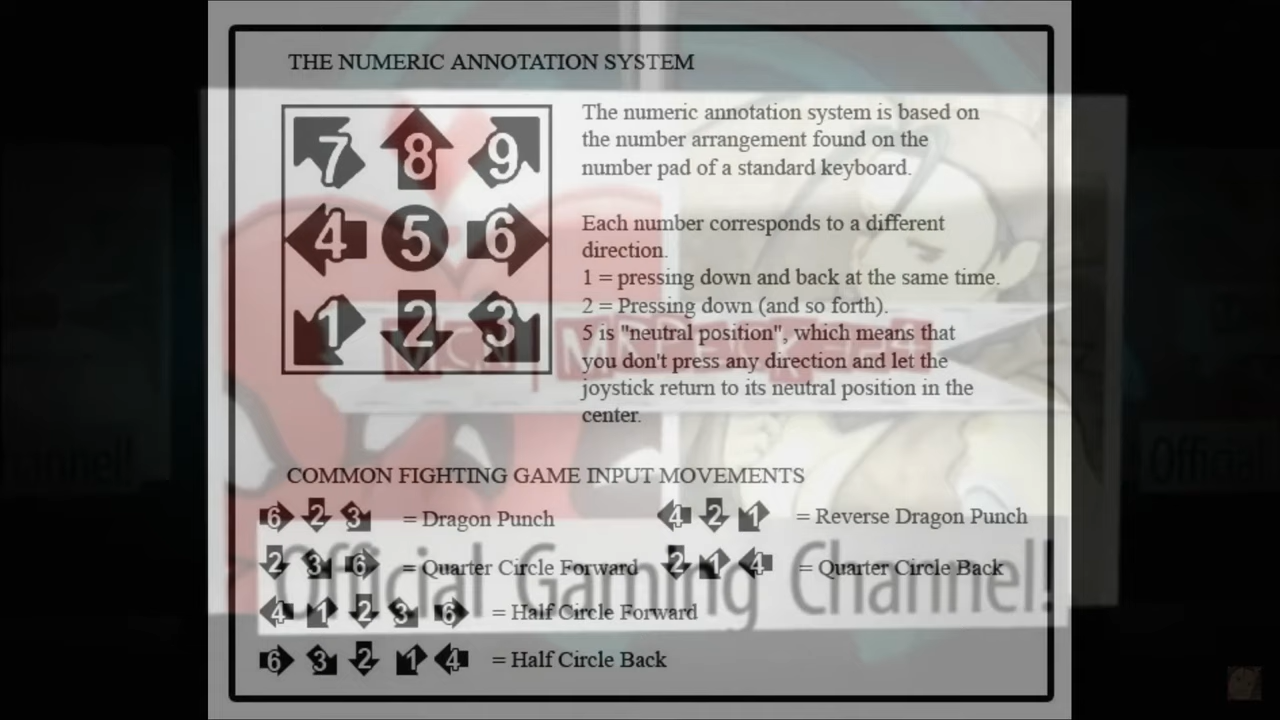 THE NUMERIC ANNOTATION SYSTEM
7 8 9
4 5 6
1 2 3
The numeric annotation system is based on
the number arrangement found on the
number pad of a standard keyboard.
Each number corresponds to a different
direction.
1 = pressing down and back at the same time.
2 = Pressing down (and so forth).
5 is "neutral position", which means that
you don't press any direction and let the
joystick return to its neutral position in the
center.
COMMON FIGHTING GAME INPUT MOVEMENTS
6 2 3 = Dragon Punch
4 2 1 = Reverse Dragon Punch
2 3 6 = Quarter Circle Forward
2 1 4 = Quarter Circle Back
4 1 2 3 6 = Half Circle Forward
6 3 2 1 4 = Half Circle Back
Official Gaming Channel!
hannel!
Official